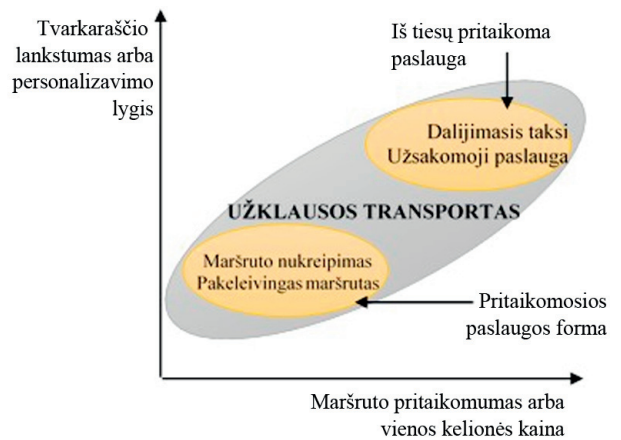 Tvarkaraščio
lankstumas arba
personalizavimo
lygis
Iš tiesų pritaikoma
paslauga
Dalijimasis taksi
Užsakomoji paslauga
UŽKLAUSOS TRANSPORTAS
Maršruto nukreipimas
Pakeleivingas maršrutas
Pritaikomosios
paslaugos forma
Maršruto pritaikomumas arba
vienos kelionės kaina